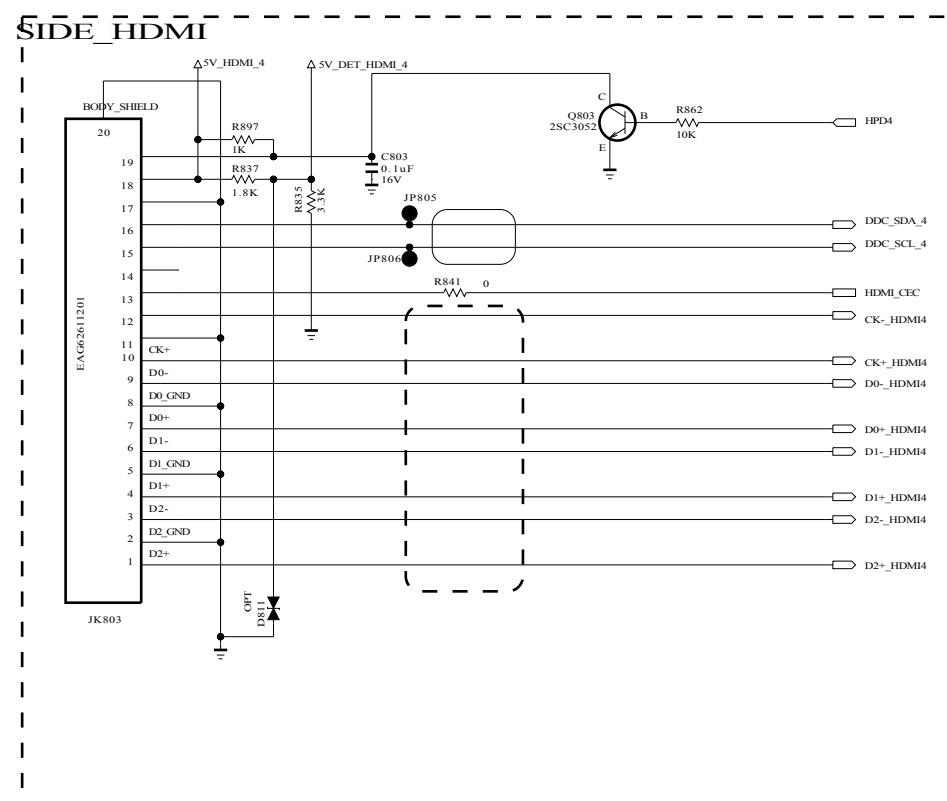 SIDE_HDMI
5V_HDMI_4
5V_DET_HDMI_4
BODY_SHIELD
20
R897
1K
C
Q803
2SC3052
B
E
R862
10K
HPD4
19
C803
0.1uF
16V
18
R837
1.8K
R835
3.3K
17
JP805
16
DDC_SDA_4
15
DDC_SCL_4
JP806
14
R841
0
13
HDMI_CEC
12
CK-_HDMI4
EAG62611201
11
CK+
10
CK+_HDMI4
D0-
9
D0-_HDMI4
D0_GND
8
D0+
7
D0+_HDMI4
D1-
6
D1-_HDMI4
D1_GND
5
D1+
4
D1+_HDMI4
D2-
3
D2-_HDMI4
D2_GND
2
D2+
1
D2+_HDMI4
OPT
D811
JK803